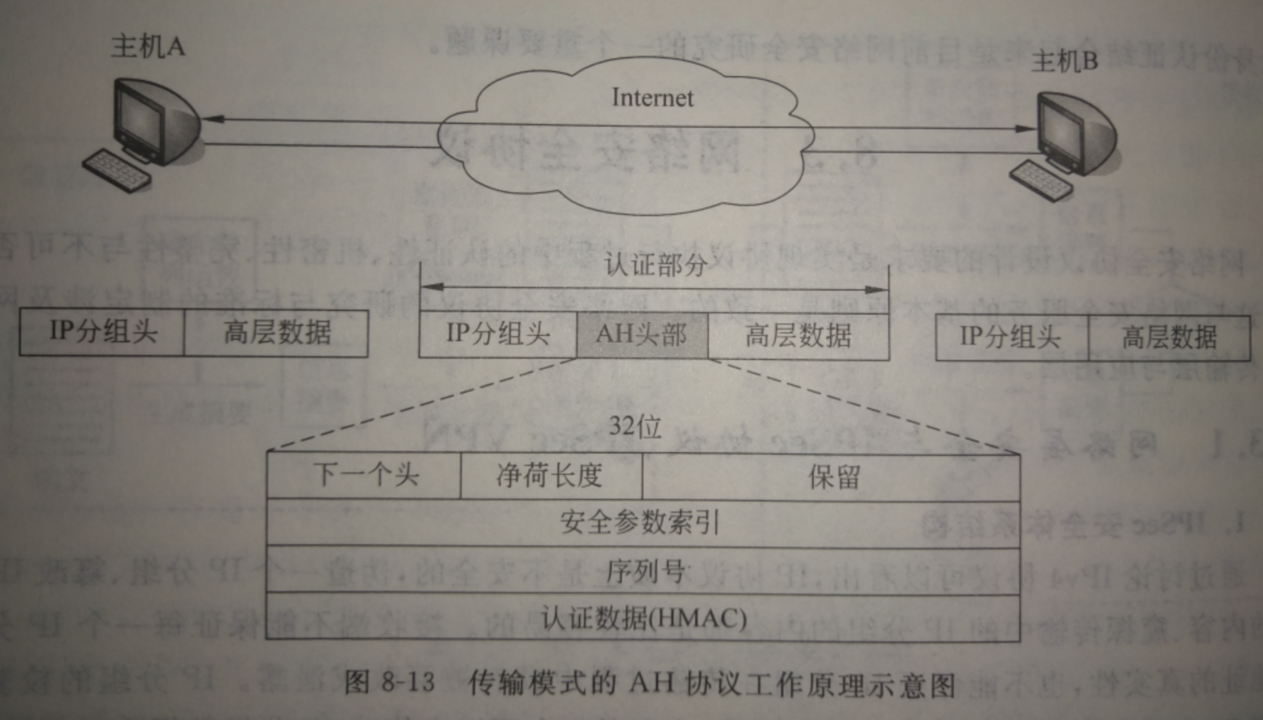 主机A
主机B
Internet
认证部分
IP分组头 高层数据
IP分组头 AH头部 高层数据
IP分组头 高层数据
32位
下一个头 净荷长度 保留
安全参数索引
序列号
认证数据(HMAC)
图 8-13 传输模式的 AH 协议工作原理示意图